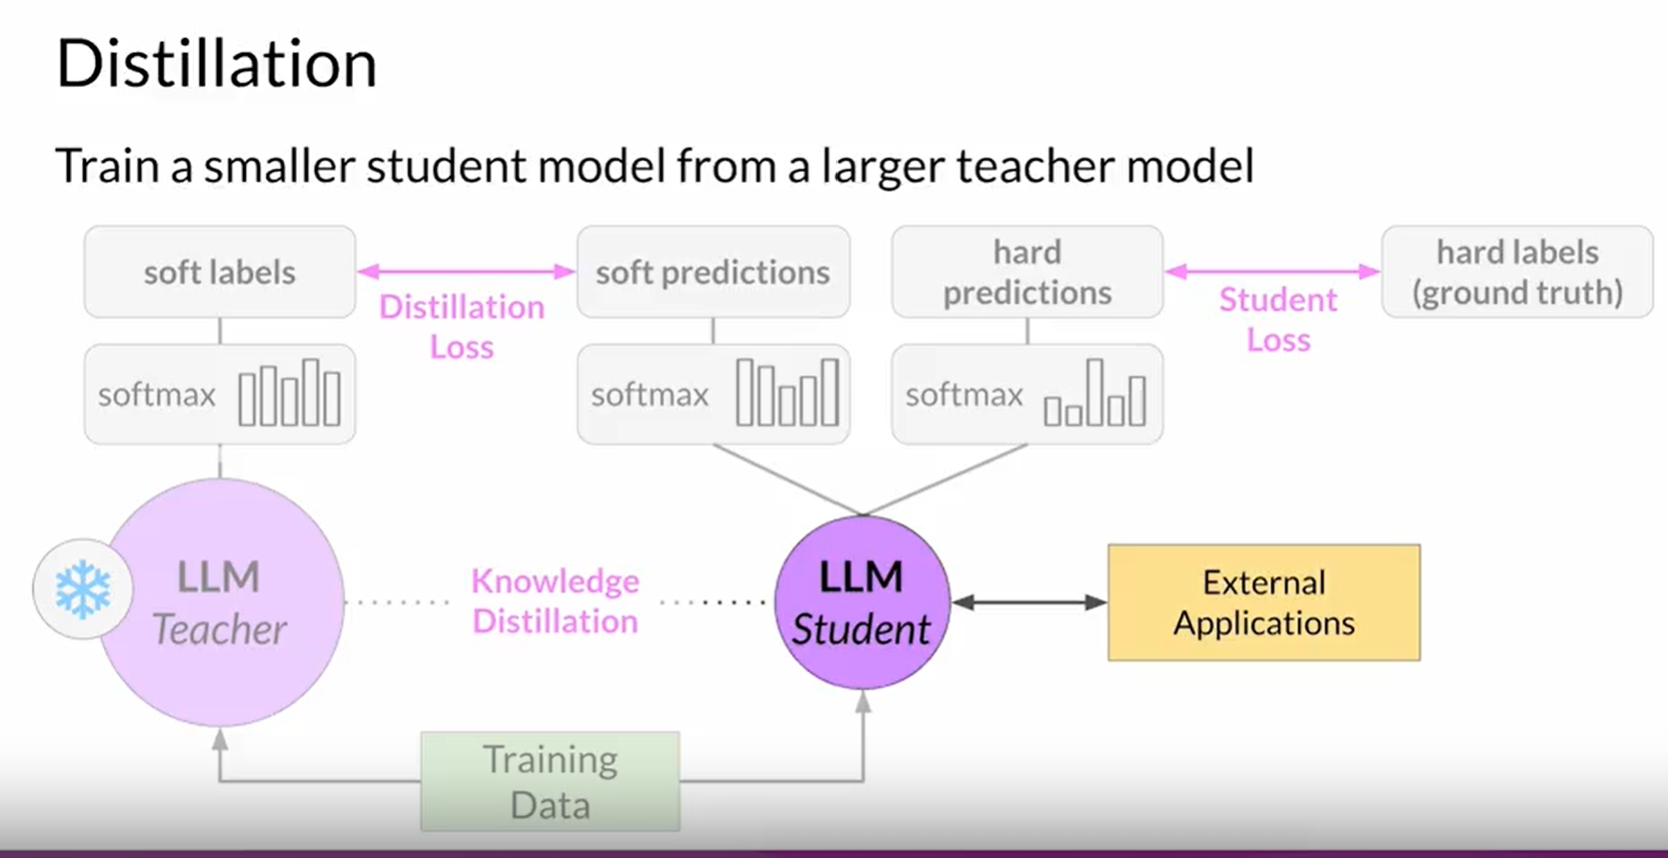 Distillation
Train a smaller student model from a larger teacher model
soft labels
Distillation
Loss
soft predictions
hard
predictions
Student
Loss
hard labels
(ground truth)
softmax
softmax
softmax
LLM
Teacher
Knowledge
Distillation
LLM
Student
External
Applications
Training
Data